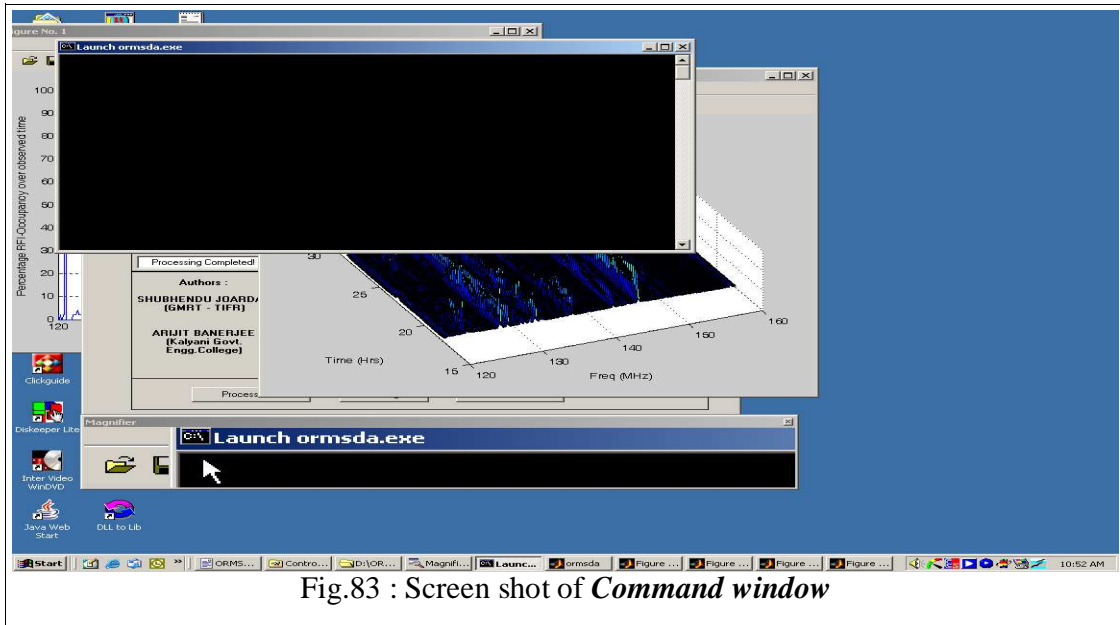 igure No. 1
Launch ormsda.exe
100
90
80
70
60
50
40
30
20
10
0
120
Percentage RFI-Occupancy over observed time
Processing Completed!
Authors :
SHUBHENDU JOARD
(GMRT - TIFR)
ARIJIT BANERJEE
(Kalyani Govt.
Engg.College)
Process
30
25
20
15
Time (Hrs)
120
130
140
150
160
Freq (MHz)
Clickguide
Diskeeper Lite
Inter Video
WinDVD
Java Web
Start
DLL to Lib
Magnifier
C:\ Launch ormsda.exe
Start
ORMS...
Contro...
D:\OR...
Magnifi...
Launc...
ormsda
Figure ...
Figure ...
Figure ...
Figure ...
10:52 AM
Fig.83 : Screen shot of Command window